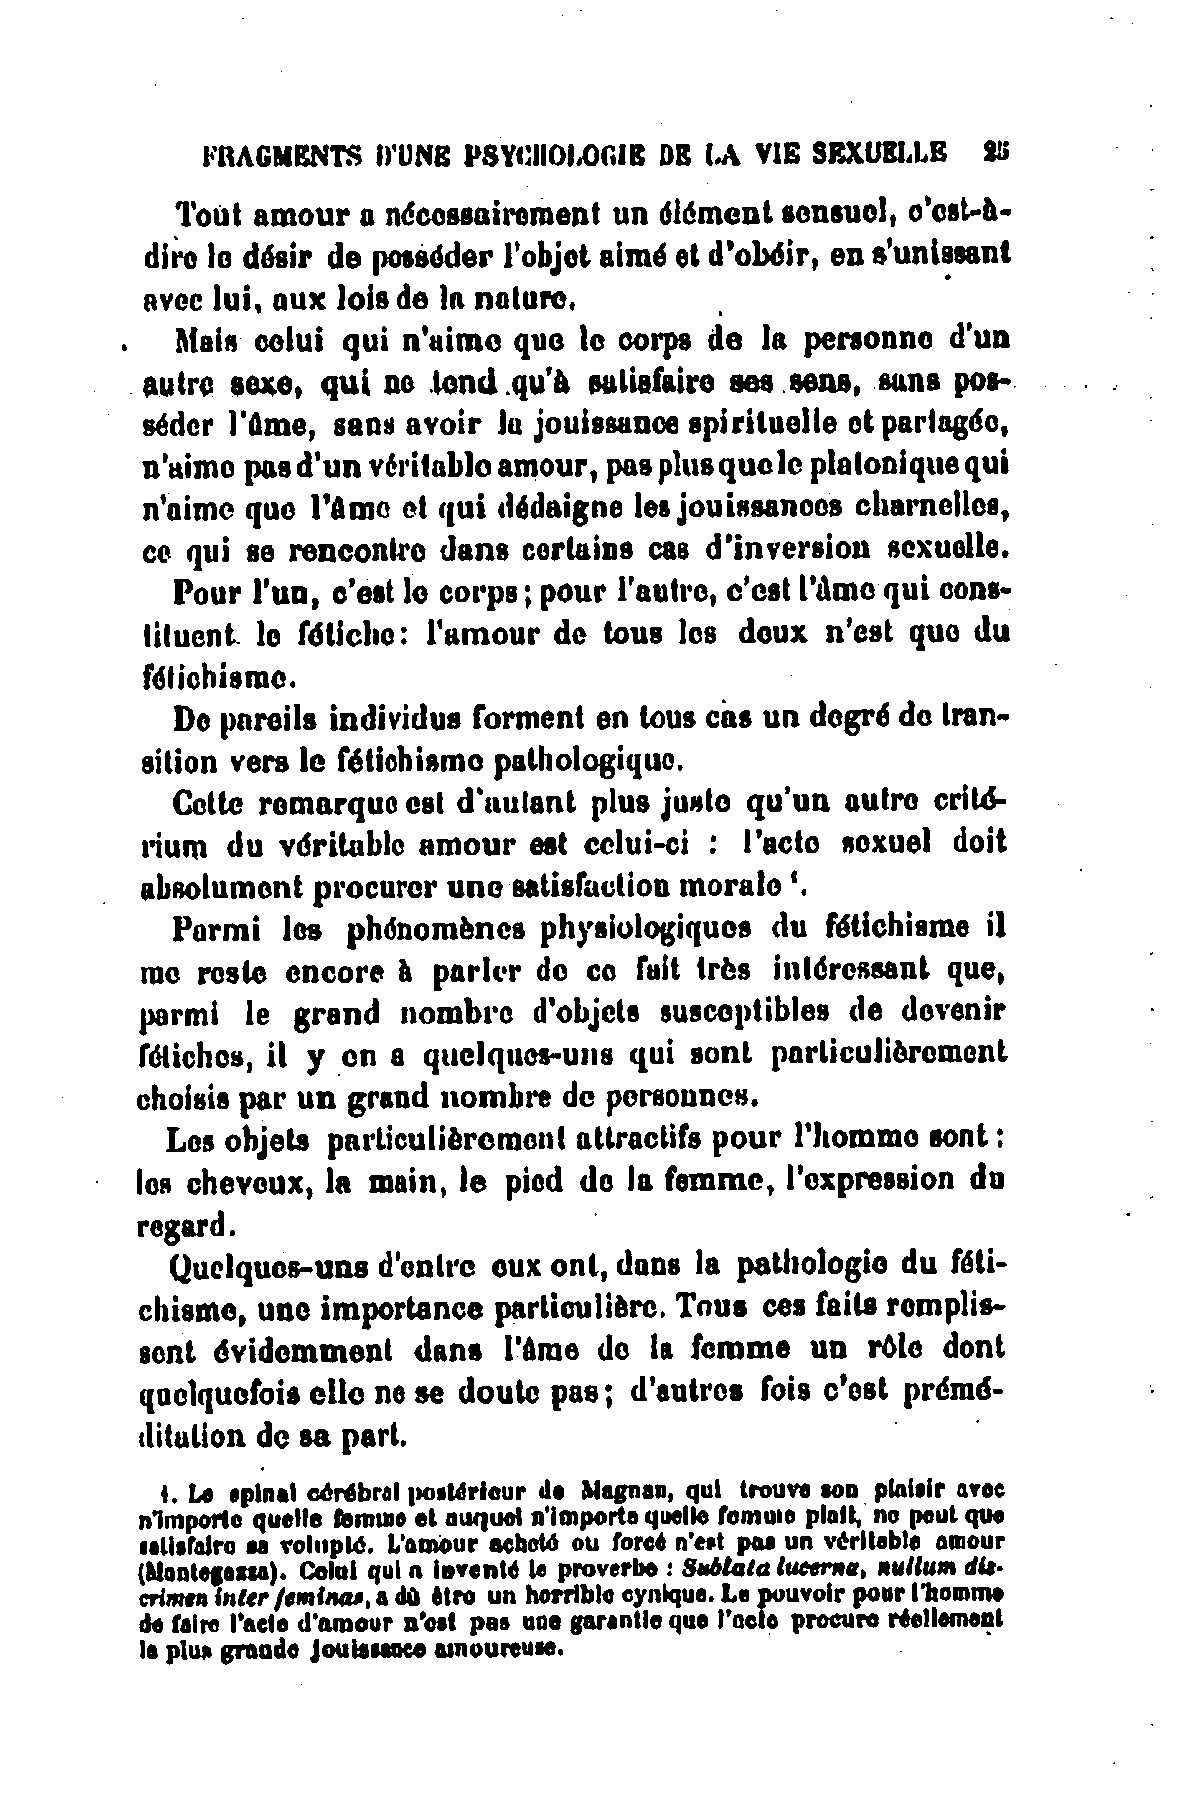 FRAGMENTS D'UNE PSYCHOLOGIE DE LA VIE SEXUELLE 25
Tout amour a nécessairement un élément sensuel, c'est-à-
dire le désir de posséder l'objet aimé et d'obéir, en s'unissant
avec lui, aux lois de la nature.
Mais celui qui n'aime que le corps de la personne d'un
autre sexe, qui ne tend qu'à satisfaire ses sens, sans pos-
séder l'âme, sans avoir la jouissance spirituelle et partagée,
n'aime pas d'un véritable amour, pas plus que le platonique qui
n'aime que l'âme et qui dédaigne les jouissances charnelles,
ce qui se rencontre dans certains cas d'inversion sexuelle.
Pour l'un, c'est le corps ; pour l'autre, c'est l'âme qui cons-
tituent le fétiche : l'amour de tous les deux n'est que du
fétichisme.
De pareils individus forment en tous cas un degré de tran-
sition vers le fétichisme pathologique.
Cette remarque est d'autant plus juste qu'un autre crité-
rium du véritable amour est celui-ci : l'acte sexuel doit
absolument procurer une satisfaction morale ¹.
Parmi les phénomènes physiologiques du fétichisme il
me reste encore à parler de ce fait très intéressant que,
parmi le grand nombre d'objets susceptibles de devenir
fétiches, il y en a quelques-uns qui sont particulièrement
choisis par un grand nombre de personnes.
Les objets particulièrement attractifs pour l'homme sont :
les cheveux, la main, le pied de la femme, l'expression du
regard.
Quelques-uns d'entre eux ont, dans la pathologie du féti-
chisme, une importance particulière. Tous ces faits remplis-
sent évidemment dans l'âme de la femme un rôle dont
quelquefois elle ne se doute pas ; d'autres fois c'est prémé-
ditation de sa part.
1. Le spinal cérébral postérieur de Magnan, qui trouve son plaisir avec
n'importe quelle femme et auquel n'importe quelle femme plaît, ne peut que
satisfaire sa volupté. L'amour acheté ou forcé n'est pas un véritable amour
(Mantegazza). Celui qui a inventé le proverbe : Sublata lucerna, nullum dis-
crimen inter feminas, a dû être un horrible cynique. Le pouvoir pour l'homme
de faire l'acte d'amour n'est pas une garantie que l'acte procure réellement
la plus grande jouissance amoureuse.